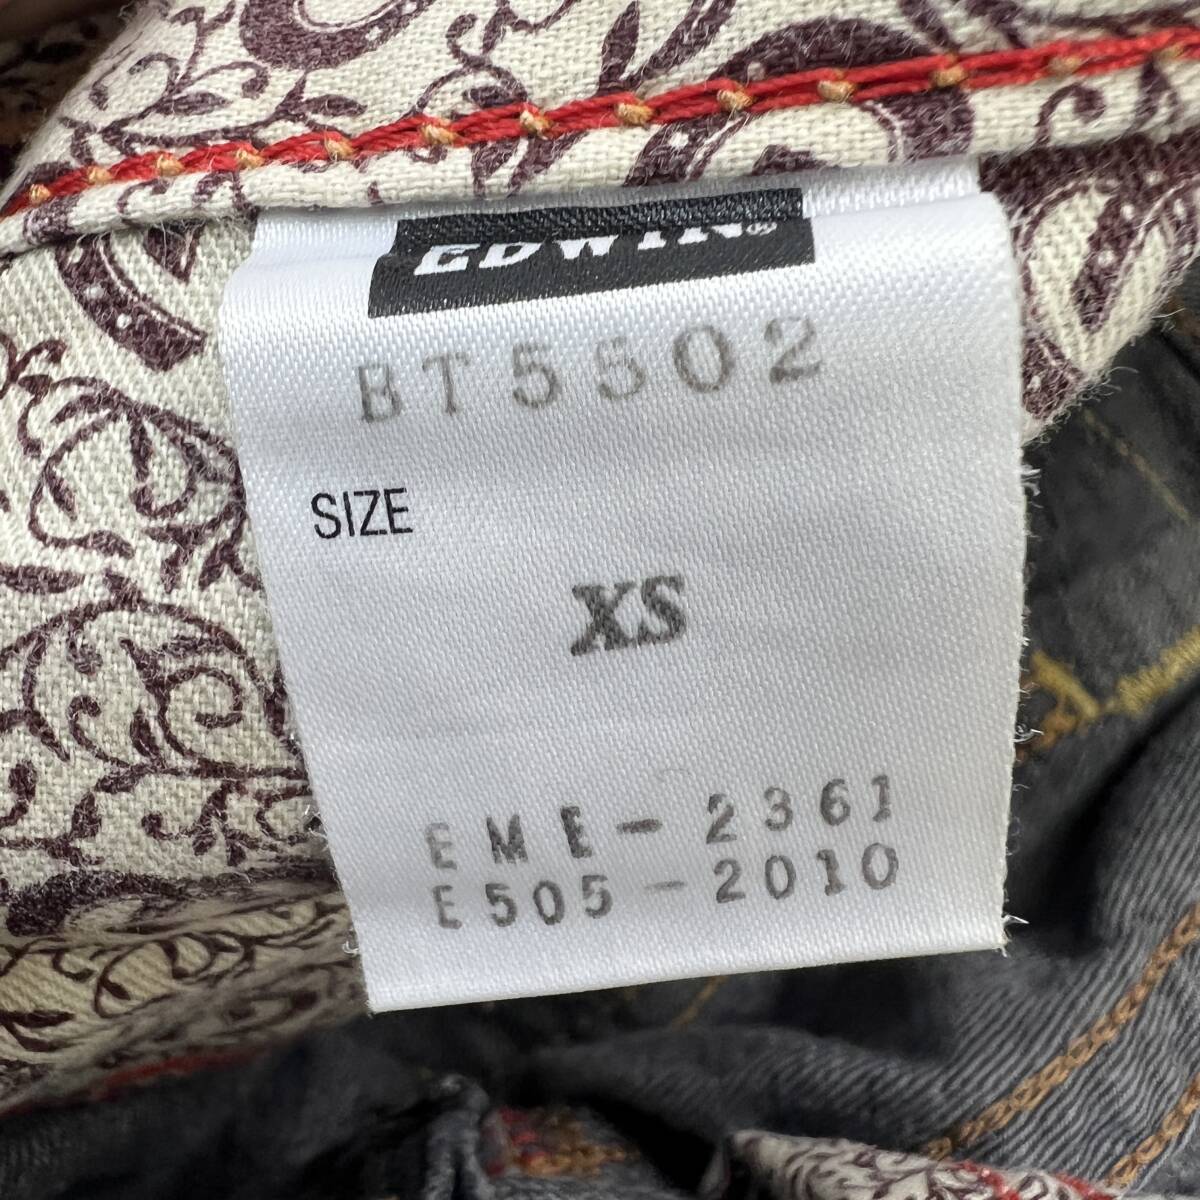 EDWIN®
BT5502
SIZE
XS
EME-2361
E505-2010